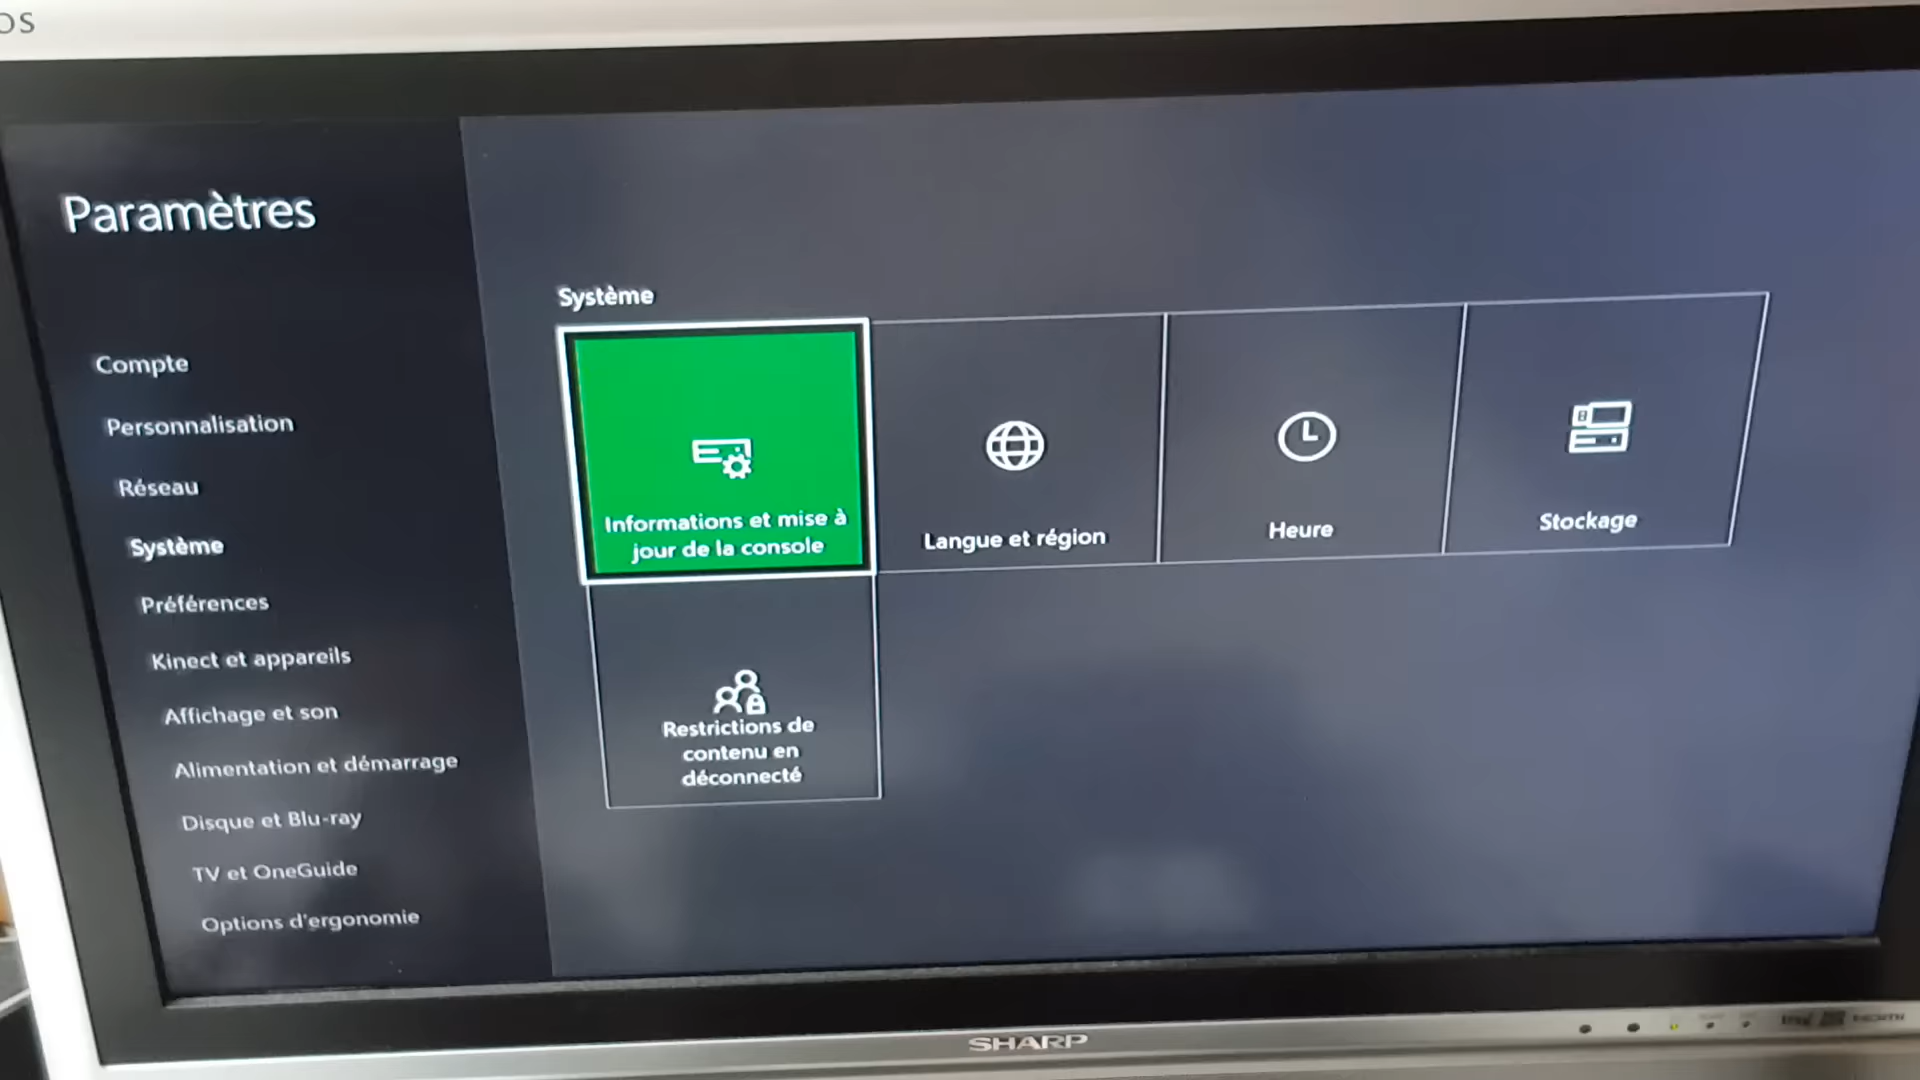 OS
Paramètres
Compte
Personnalisation
Réseau
Système
Préférences
Kinect et appareils
Affichage et son
Alimentation et démarrage
Disque et Blu-ray
TV et OneGuide
Options d'ergonomie
Système
Informations et mise à
jour de la console
Langue et région
Heure
Stockage
Restrictions de
contenu en
déconnecté
SHARP
HDMI